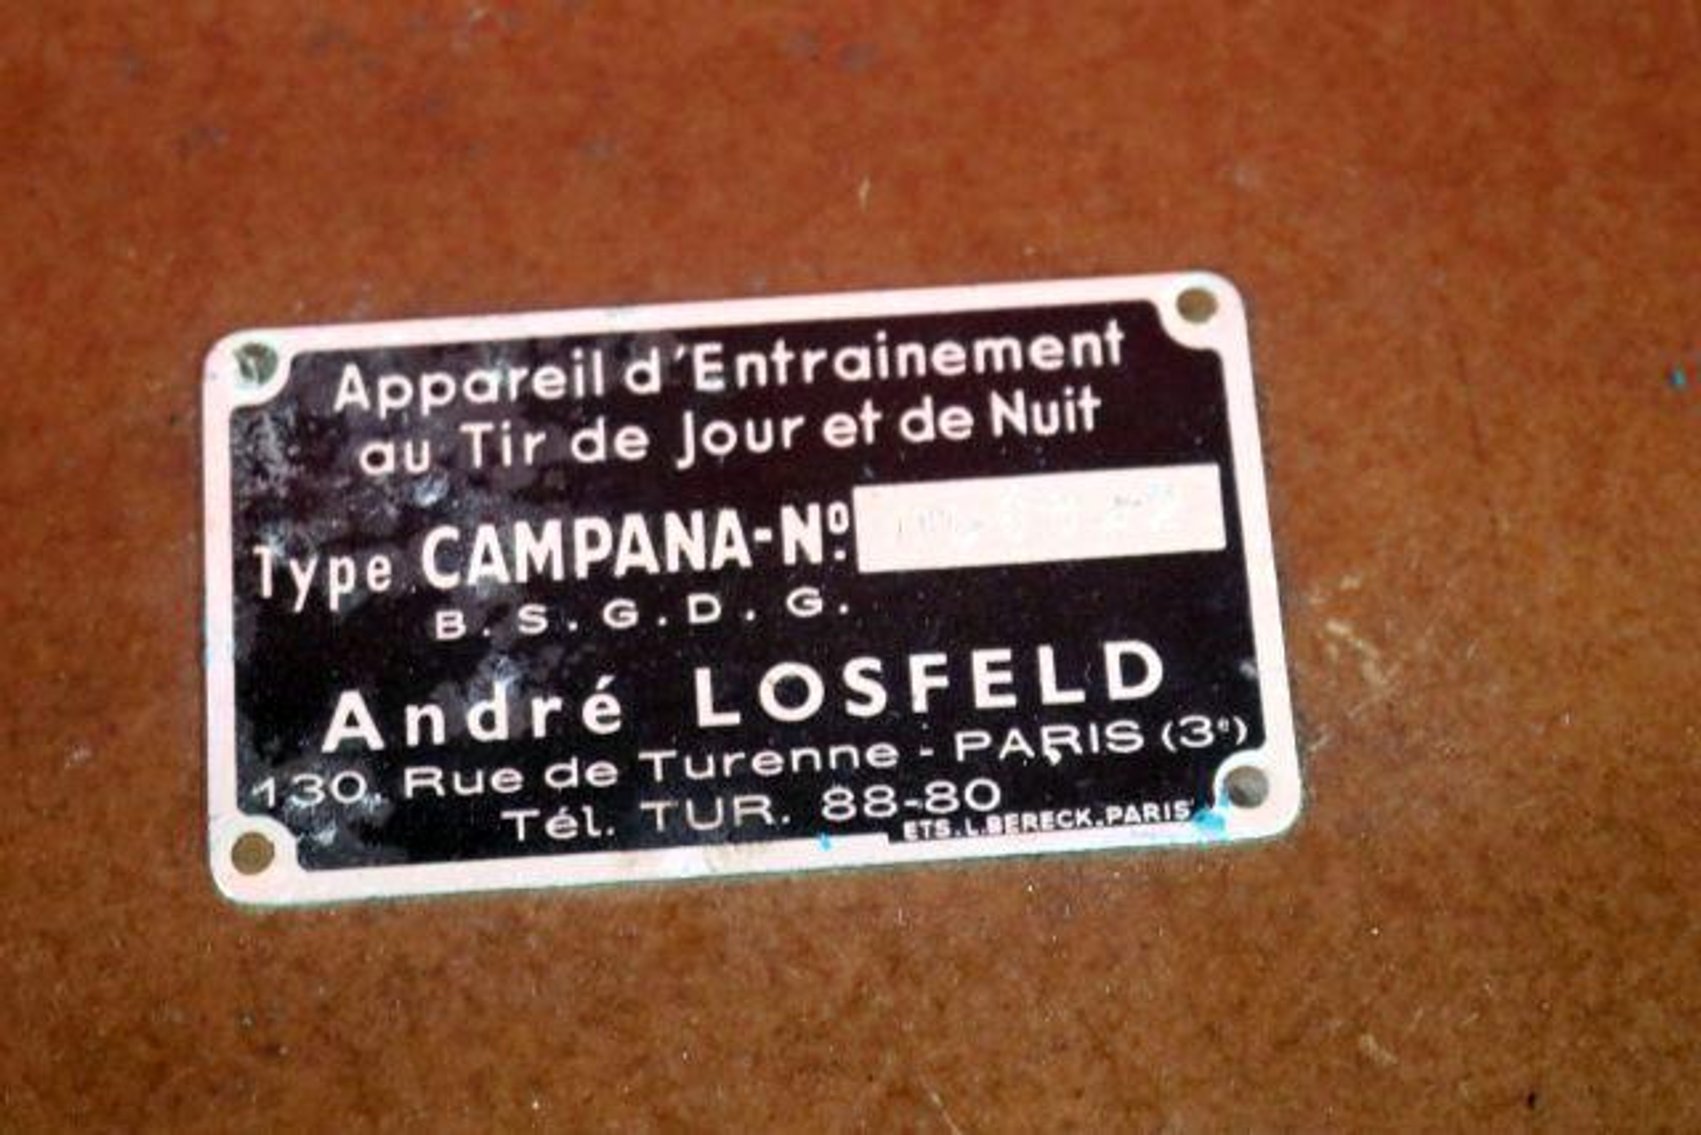 Appareil d'Entrainement
au Tir de Jour et de Nuit
Type CAMPANA-Nº
B.S.G.D.G.
André LOSFELD
130, Rue de Turenne - PARIS (3e)
Tél. TUR. 88-80
ETS.L.BERECK.PARIS